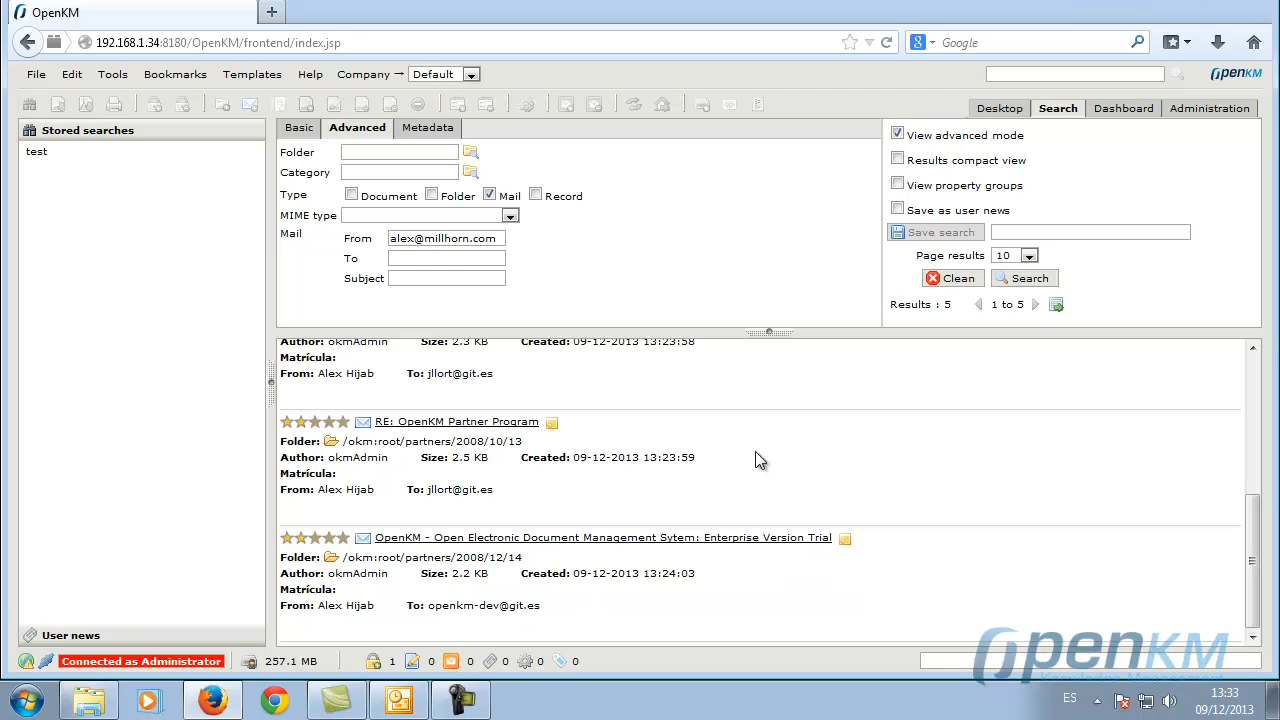 OpenKM
+
192.168.1.34:8180/OpenKM/frontend/index.jsp
8 Google
File Edit Tools Bookmarks Templates Help Company → Default
OpenKM
Desktop Search Dashboard Administration
Stored searches
test
Basic Advanced Metadata
Folder
Category
Type Document Folder Mail Record
MIME type
Mail
From alex@millhorn.com
To
Subject
View advanced mode
Results compact view
View property groups
Save as user news
Save search
Page results 10
Clean Search
Results : 5 1 to 5
Author: okmAdmin Size: 2.3 KB Created: 09-12-2013 13:23:58
Matrícula:
From: Alex Hijab To: jllort@git.es
RE: OpenKM Partner Program
Folder: /okm:root/partners/2008/10/13
Author: okmAdmin Size: 2.5 KB Created: 09-12-2013 13:23:59
Matrícula:
From: Alex Hijab To: jllort@git.es
OpenKM - Open Electronic Document Management Sytem: Enterprise Version Trial
Folder: /okm:root/partners/2008/12/14
Author: okmAdmin Size: 2.2 KB Created: 09-12-2013 13:24:03
Matrícula:
From: Alex Hijab To: openkm-dev@git.es
User news
Connected as Administrator 257.1 MB 1 0 0 0 0 0
OpenKM
Knowledge Management
ES
13:33
09/12/2013